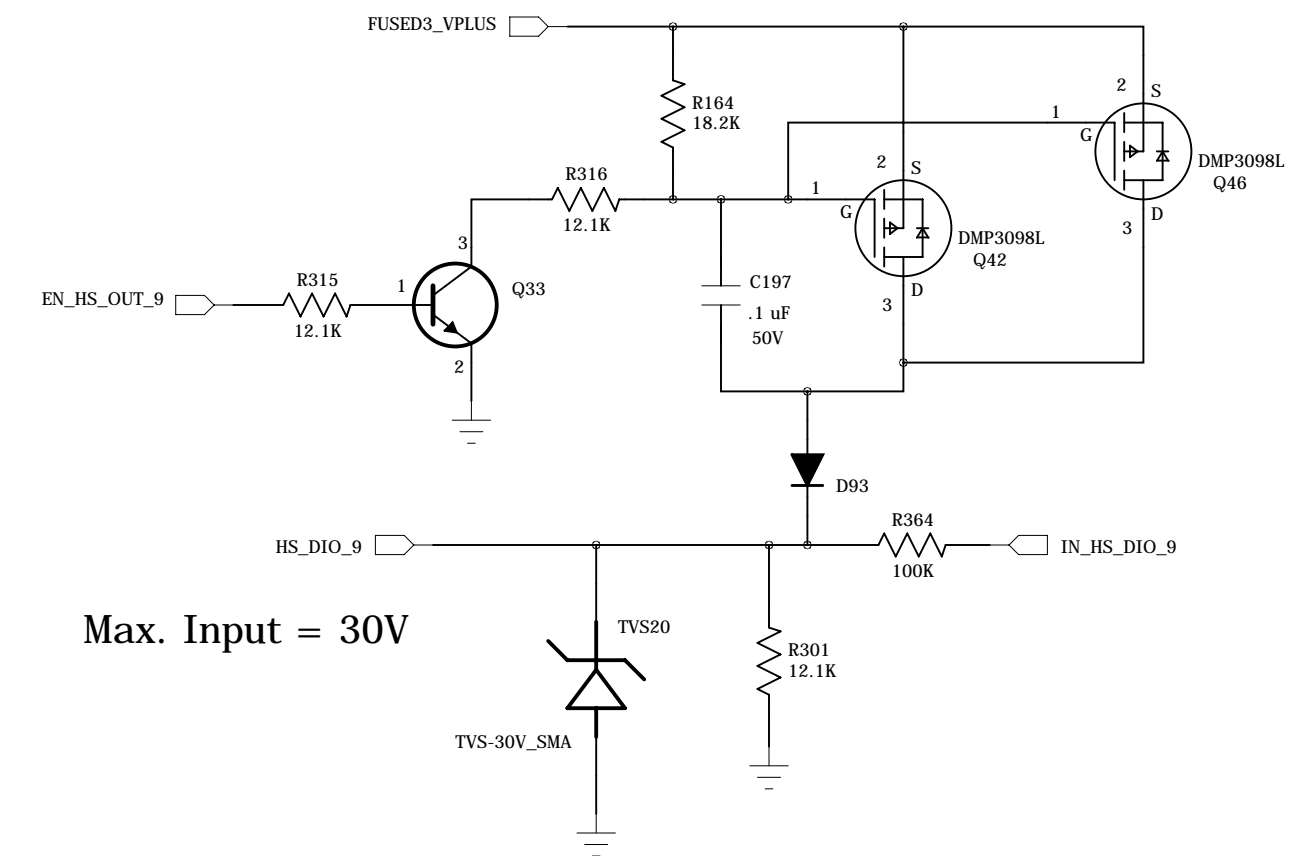 FUSED3_VPLUS
R164
18.2K
2
S
1
G
DMP3098L
Q46
D
3
R316
12.1K
2
S
1
G
DMP3098L
Q42
D
3
3
EN_HS_OUT_9
R315
12.1K
1
Q33
2
C197
.1 uF
50V
D93
HS_DIO_9
R364
100K
IN_HS_DIO_9
Max. Input = 30V
TVS20
TVS-30V_SMA
R301
12.1K